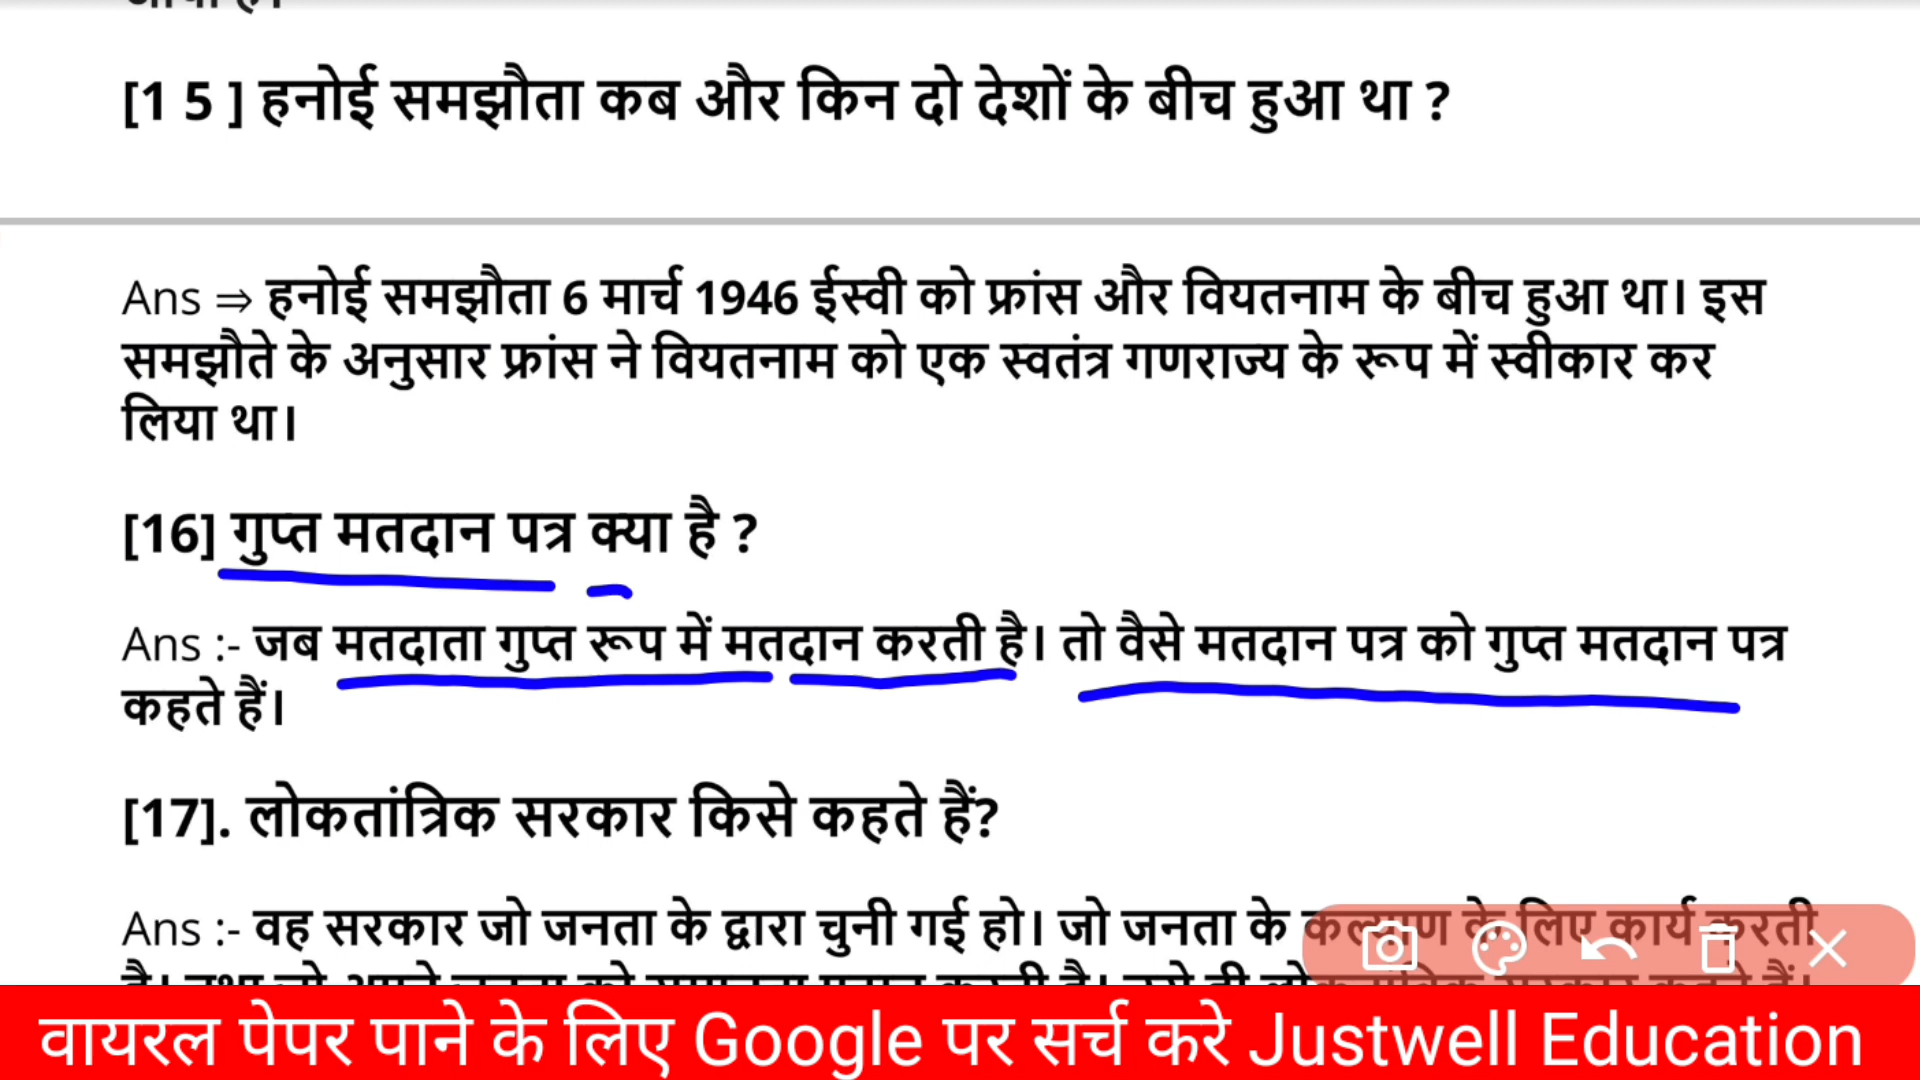 [1 5 ] हनोई समझौता कब और किन दो देशों के बीच हुआ था ?
Ans ⇒ हनोई समझौता 6 मार्च 1946 ईस्वी को फ्रांस और वियतनाम के बीच हुआ था। इस
समझौते के अनुसार फ्रांस ने वियतनाम को एक स्वतंत्र गणराज्य के रूप में स्वीकार कर
लिया था।
[16] गुप्त मतदान पत्र क्या है ?
Ans :- जब मतदाता गुप्त रूप में मतदान करती है। तो वैसे मतदान पत्र को गुप्त मतदान पत्र
कहते हैं।
[17]. लोकतांत्रिक सरकार किसे कहते हैं?
Ans :- वह सरकार जो जनता के द्वारा चुनी गई हो। जो जनता के कल्याण के लिए कार्य करती
वायरल पेपर पाने के लिए Google पर सर्च करे Justwell Education